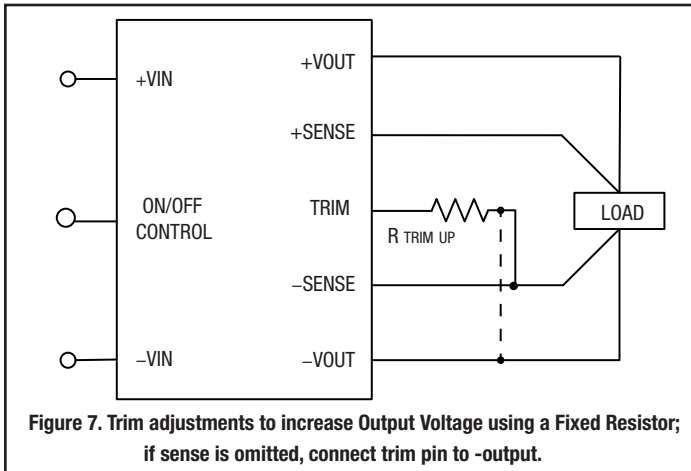 +VOUT
+VIN
+SENSE
ON/OFF
CONTROL
TRIM
R TRIM UP
LOAD
−SENSE
−VIN
−VOUT
Figure 7. Trim adjustments to increase Output Voltage using a Fixed Resistor;
if sense is omitted, connect trim pin to -output.